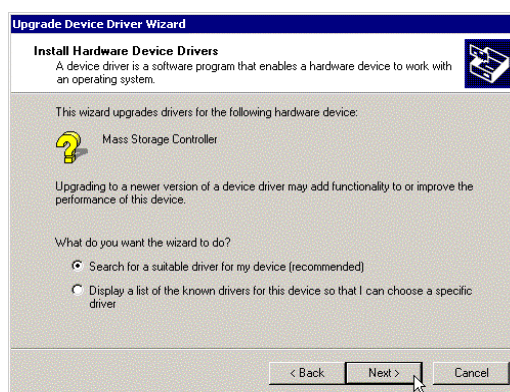 Upgrade Device Driver Wizard
Install Hardware Device Drivers
A device driver is a software program that enables a hardware device to work with
an operating system.
This wizard upgrades drivers for the following hardware device:
Mass Storage Controller
Upgrading to a newer version of a device driver may add functionality to or improve the
performance of this device.
What do you want the wizard to do?
Search for a suitable driver for my device (recommended)
Display a list of the known drivers for this device so that I can choose a specific
driver
< Back
Next >
Cancel